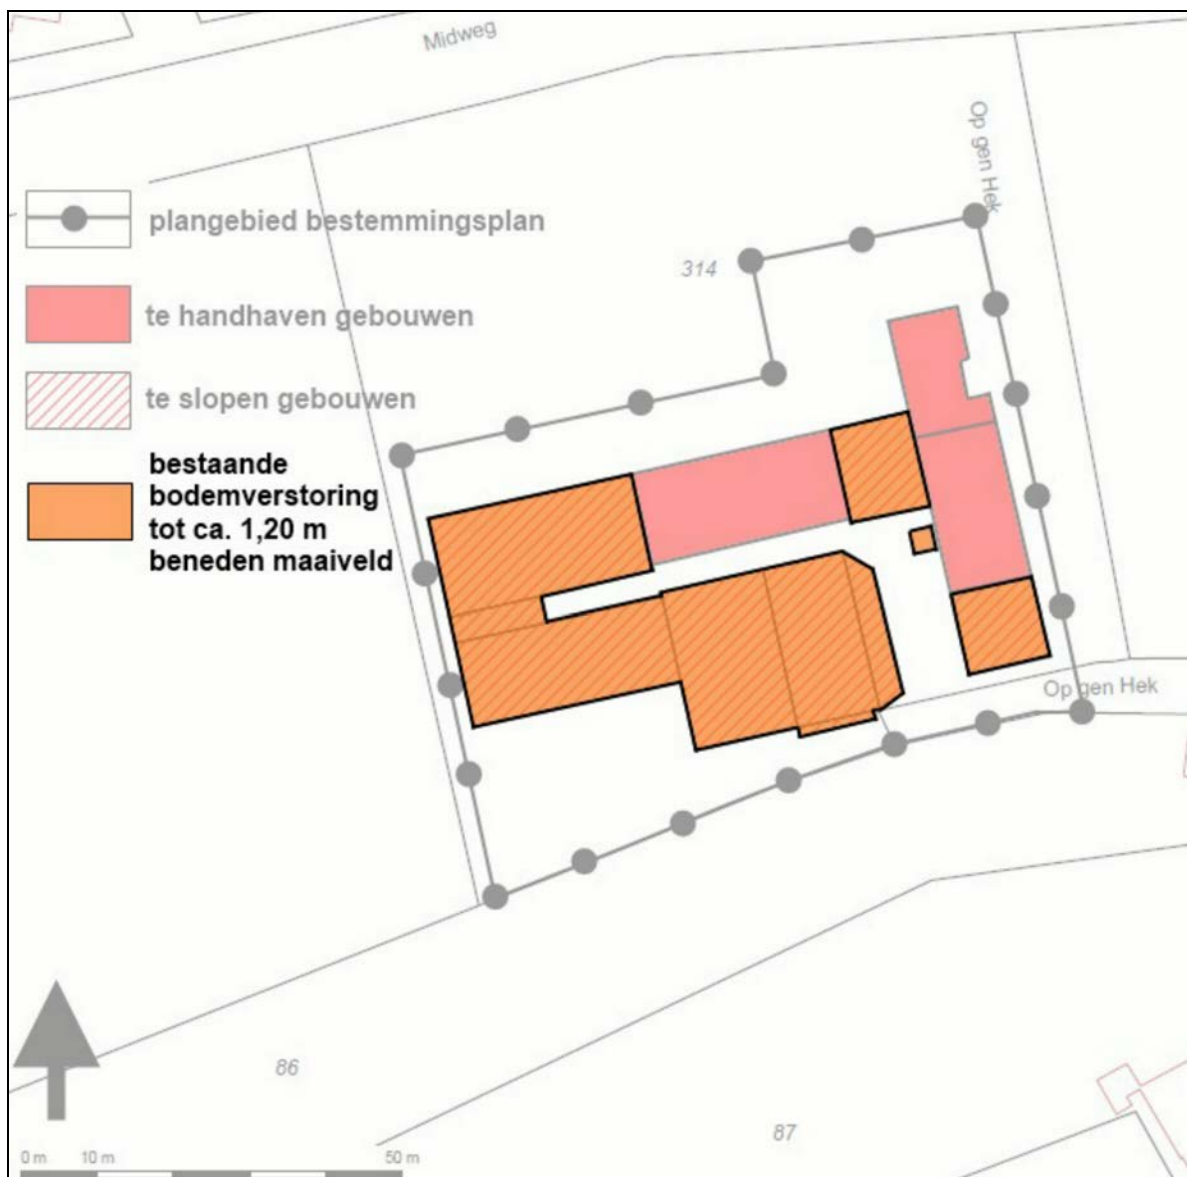 Midweg
Op gen Hek
plangebied bestemmingsplan
314
te handhaven gebouwen
te slopen gebouwen
bestaande
bodemverstoring
tot ca. 1,20 m
beneden maaiveld
Op gen Hek
86
87
0 m 10 m 50 m